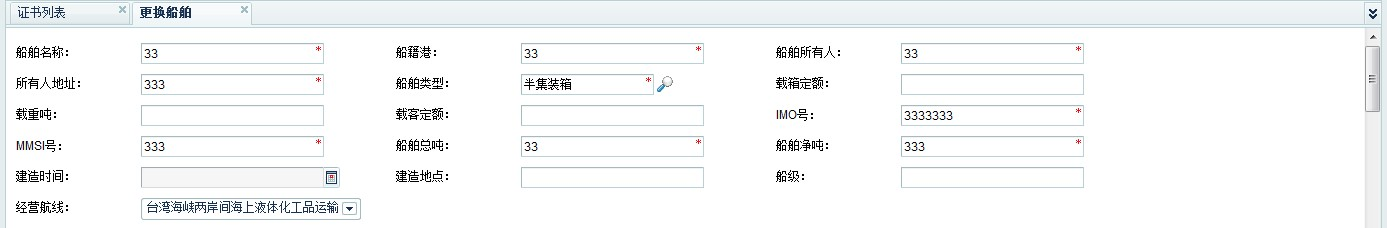 证书列表 更换船舶
船舶名称： 33 * 船籍港： 33 * 船舶所有人： 33 *
所有人地址： 333 * 船舶类型： 半集装箱 * 载箱定额：
载重吨： 载客定额： IMO号： 3333333 *
MMSI号： 333 * 船舶总吨： 33 * 船舶净吨： 333 *
建造时间： 建造地点： 船级：
经营航线： 台湾海峡两岸间海上液体化工品运输